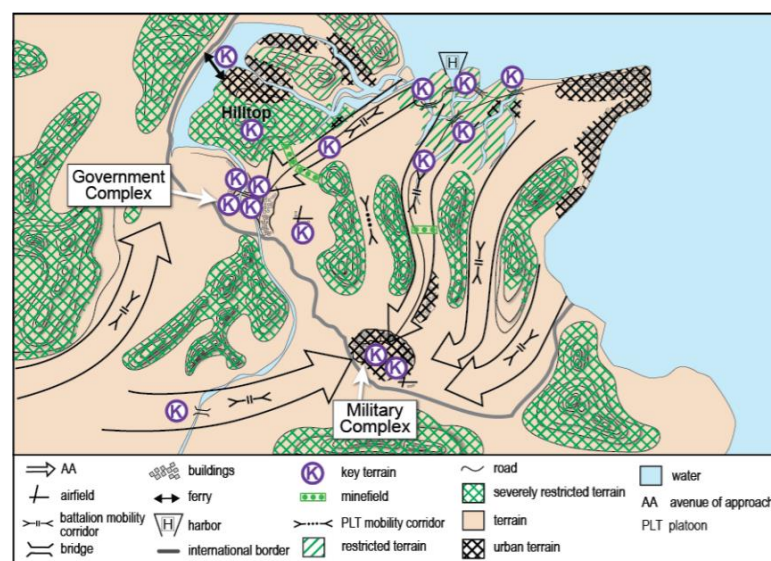 K
H
K
K
K
Hilltop
K
K
K
K
Government
Complex
K
K
K
K
K
K
K
Military
Complex
K
AA
airfield
battalion mobility
corridor
bridge
buildings
ferry
H
harbor
international border
K
key terrain
minefield
PLT mobility corridor
restricted terrain
road
severely restricted terrain
terrain
urban terrain
water
AA avenue of approach
PLT platoon